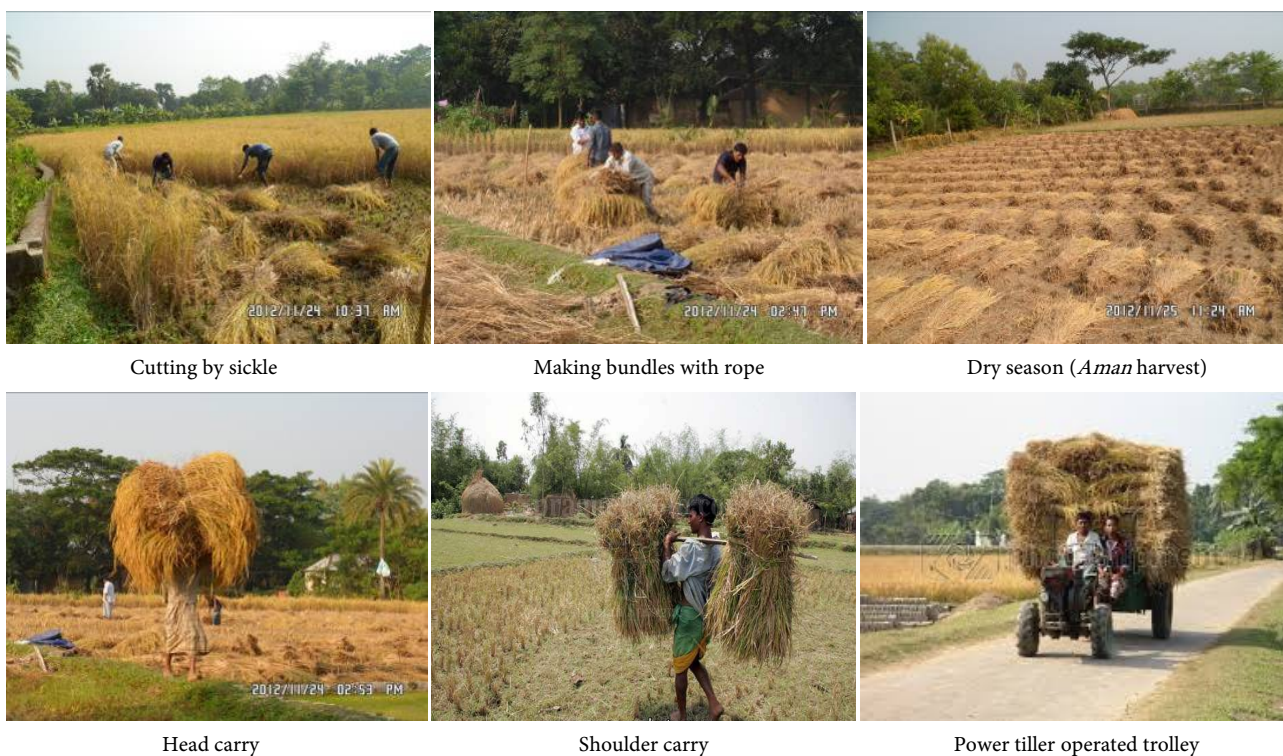 2012/11/24 10:37 AM
2012/11/24 02:47 PM
2012/11/25 11:24 AM
Cutting by sickle
Making bundles with rope
Dry season (Aman harvest)
2012/11/24 02:53 PM
Head carry
Shoulder carry
Power tiller operated trolley